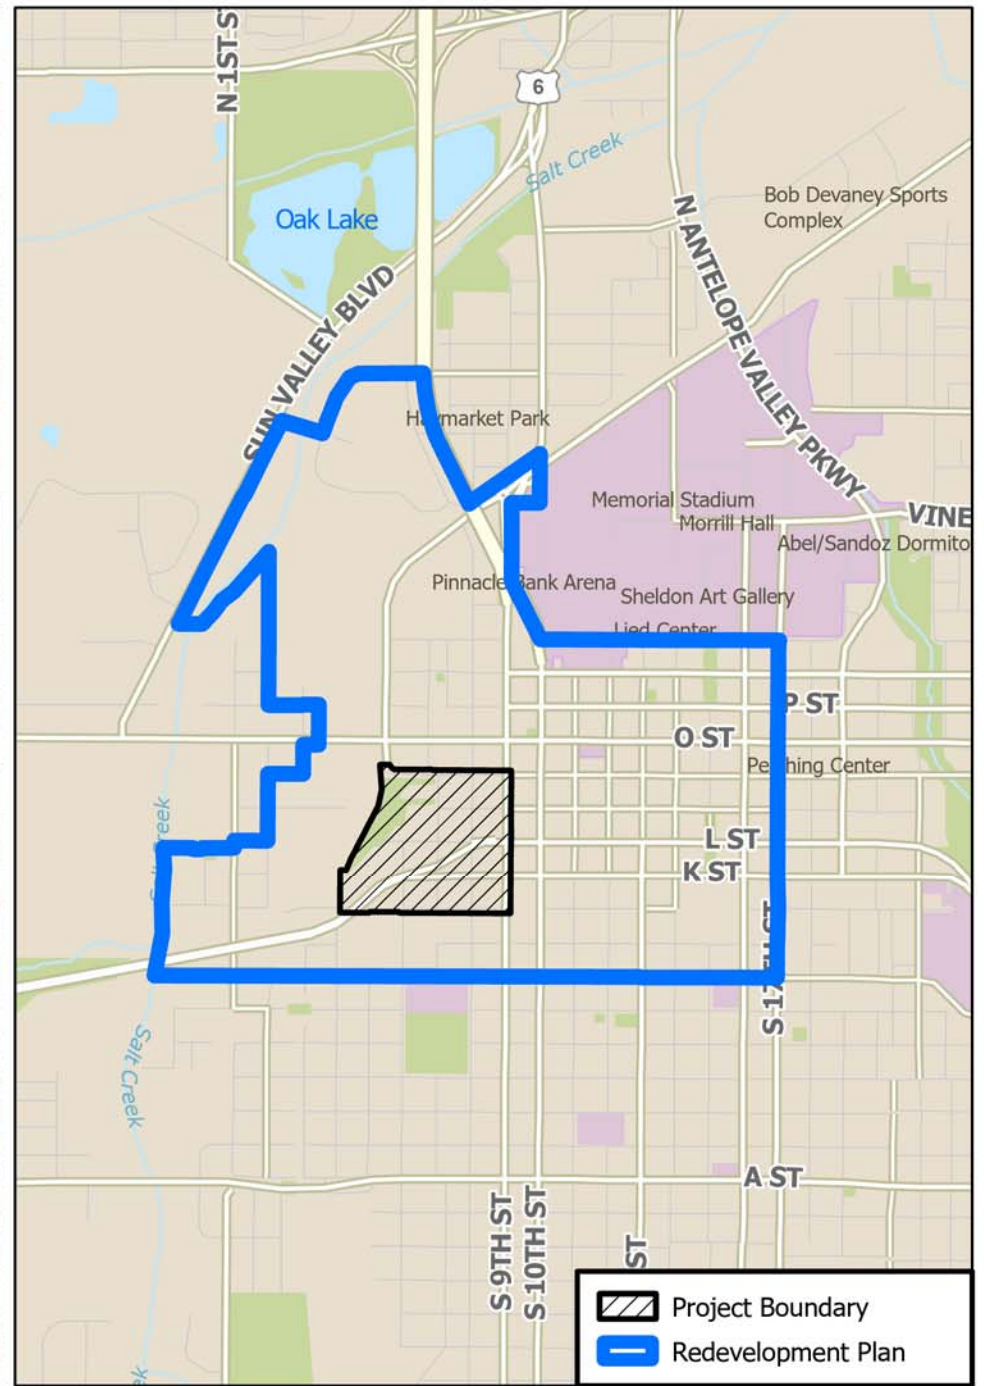 N 1ST S
6
Salt Creek
Bob Devaney Sports
Complex
Oak Lake
N ANTELOPE VALLEY PKWY
SUN VALLEY BLVD
Haymarket Park
Memorial Stadium
Morrill Hall
VINE
Abel/Sandoz Dormito
Pinnacle Bank Arena
Sheldon Art Gallery
Lied Center
P ST
O ST
Pershing Center
L ST
K ST
Salt Creek
S 17TH ST
Salt Creek
A ST
S 9TH ST
S 10TH ST
ST
Project Boundary
Redevelopment Plan